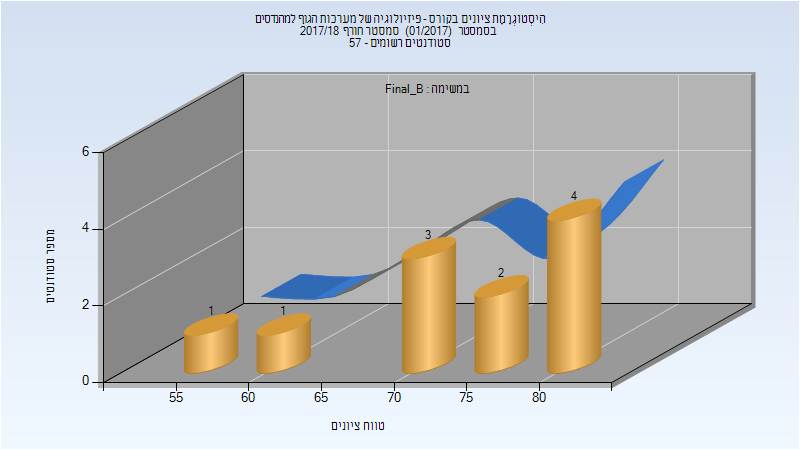 היסטוגרמת ציונים בקורס - פיזיולוגיה של מערכות הגוף למהנדסים
בסמסטר (01/2017) סמסטר חורף 2017/18
סטודנטים רשומים - 57
במשימה : Final_B
מספר סטודנטים
6
4
2
0
1
1
3
2
4
55
60
65
70
75
80
טווח ציונים